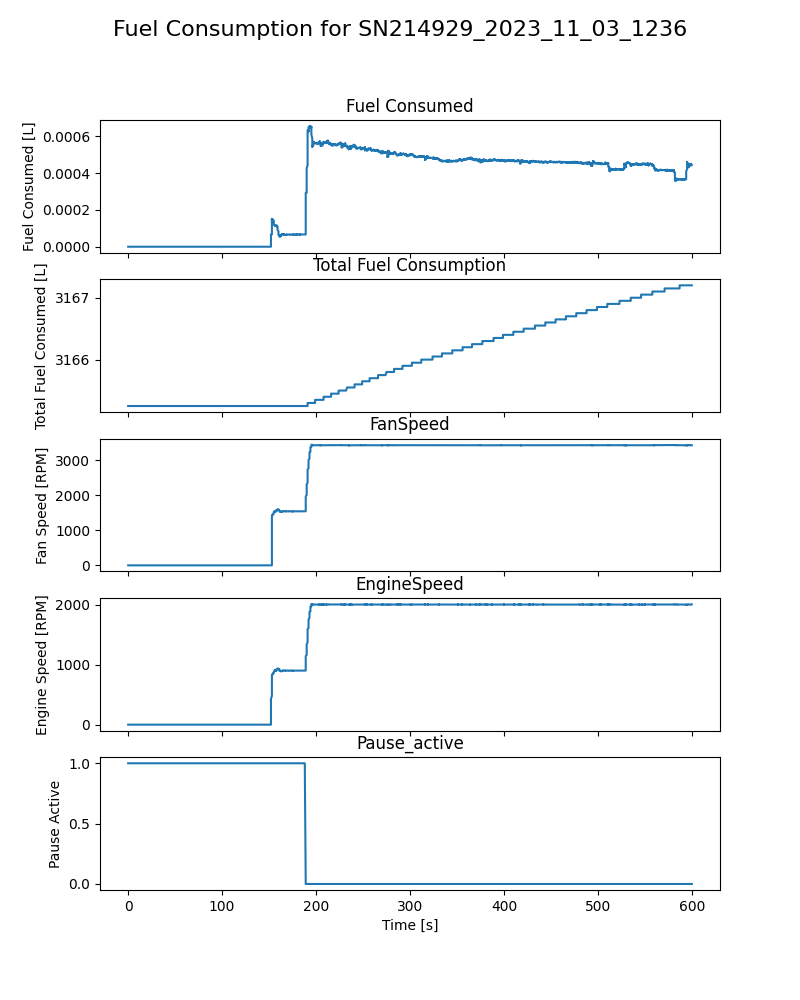 Fuel Consumption for SN214929_2023_11_03_1236
Fuel Consumed
Fuel Consumed [L]
0.0006
0.0004
0.0002
0.0000
Total Fuel Consumption
Total Fuel Consumed [L]
3167
3166
FanSpeed
Fan Speed [RPM]
3000
2000
1000
0
EngineSpeed
Engine Speed [RPM]
2000
1000
0
Pause_active
Pause Active
1.0
0.5
0.0
0 100 200 300 400 500 600
Time [s]